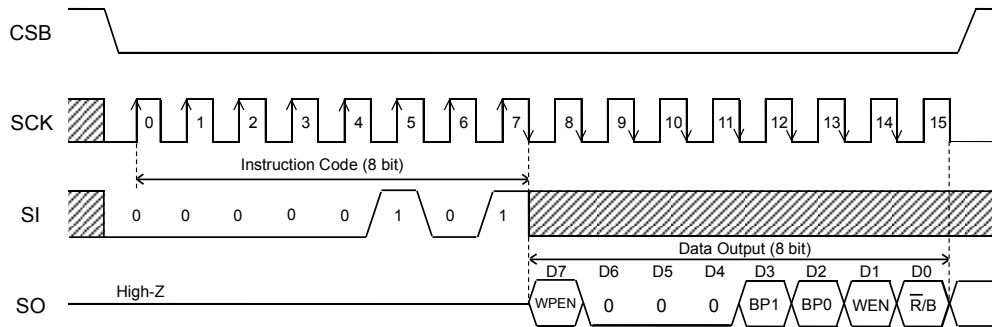 CSB
SCK 0 1 2 3 4 5 6 7 8 9 10 11 12 13 14 15
Instruction Code (8 bit)
SI 0 0 0 0 0 1 0 1
Data Output (8 bit)
D7 D6 D5 D4 D3 D2 D1 D0
High-Z
SO WPEN 0 0 0 BP1 BP0 WEN R̅/B